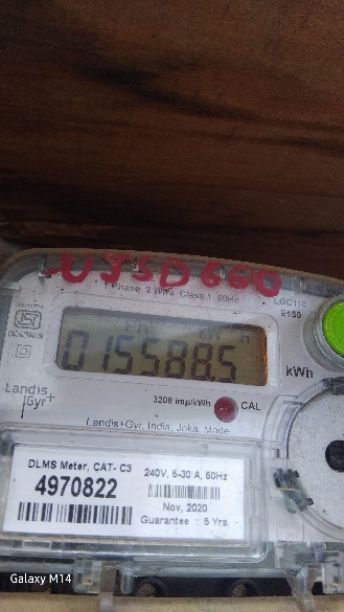 UJSD660
1 Phase 2 Wire Class 1 50Hz
LGC110
E150
015588.5
kWh
3200 imp/kWh CAL
Landis
Gyr+
Landis+Gyr, India, Joka, Made
DLMS Meter, CAT- C3
4970822
240V, 5-30 A, 50Hz
Nov, 2020
Guarantee : 5 Yrs.
Galaxy M14